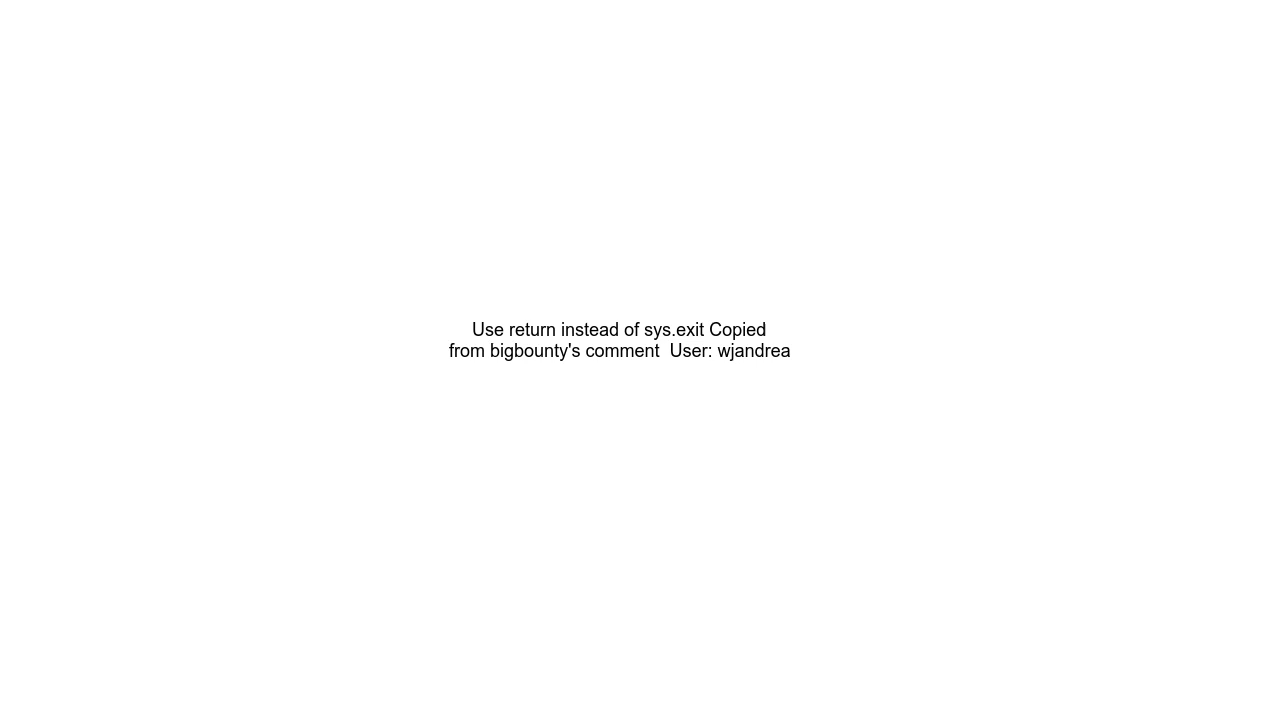 Use return instead of sys.exit Copied
from bigbounty's comment  User: wjandrea